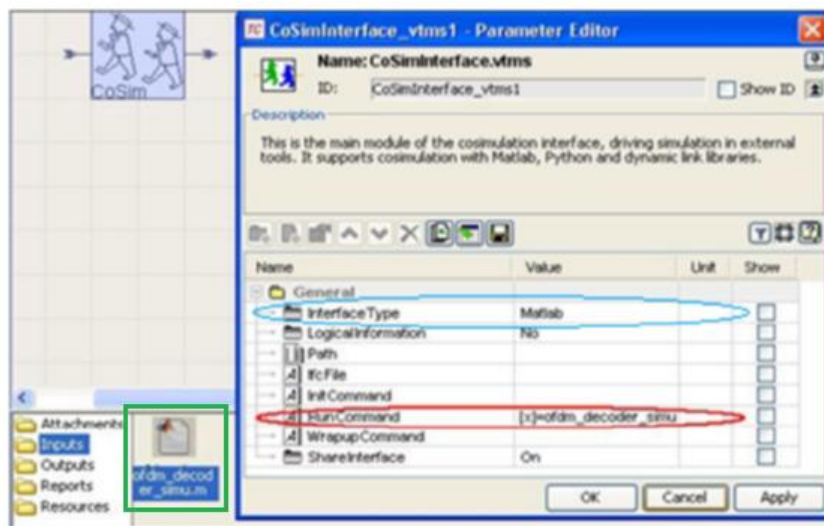 CoSim
TC CoSimInterface_vtms1 - Parameter Editor
Name: CoSimInterface.vtms
ID: CoSimInterface_vtms1 Show ID
Description
This is the main module of the cosimulation interface, driving simulation in external
tools. It supports cosimulation with Matlab, Python and dynamic link libraries.
Name Value Unit Show
General
InterfaceType Matlab
LogicalInformation No
Path
IfcFile
InitCommand
RunCommand [x]=ofdm_decoder_simu
WrapupCommand
ShareInterface On
OK Cancel Apply
Attachments
Inputs
Outputs
Reports
Resources
ofdm_decod
er_simu.m